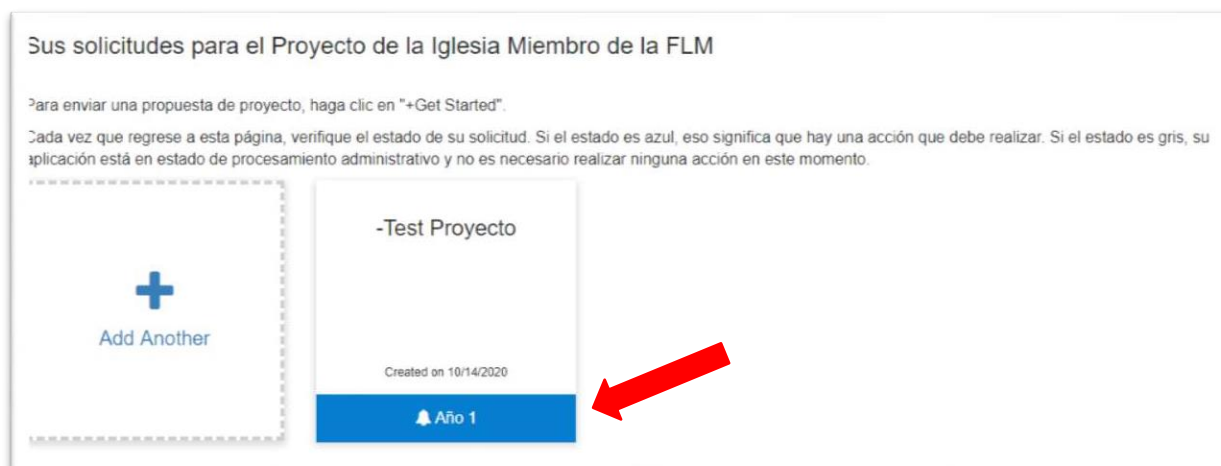 Sus solicitudes para el Proyecto de la Iglesia Miembro de la FLM
Para enviar una propuesta de proyecto, haga clic en "+Get Started".
Cada vez que regrese a esta página, verifique el estado de su solicitud. Si el estado es azul, eso significa que hay una acción que debe realizar. Si el estado es gris, su
aplicación está en estado de procesamiento administrativo y no es necesario realizar ninguna acción en este momento.
Add Another
-Test Proyecto
Created on 10/14/2020
Año 1